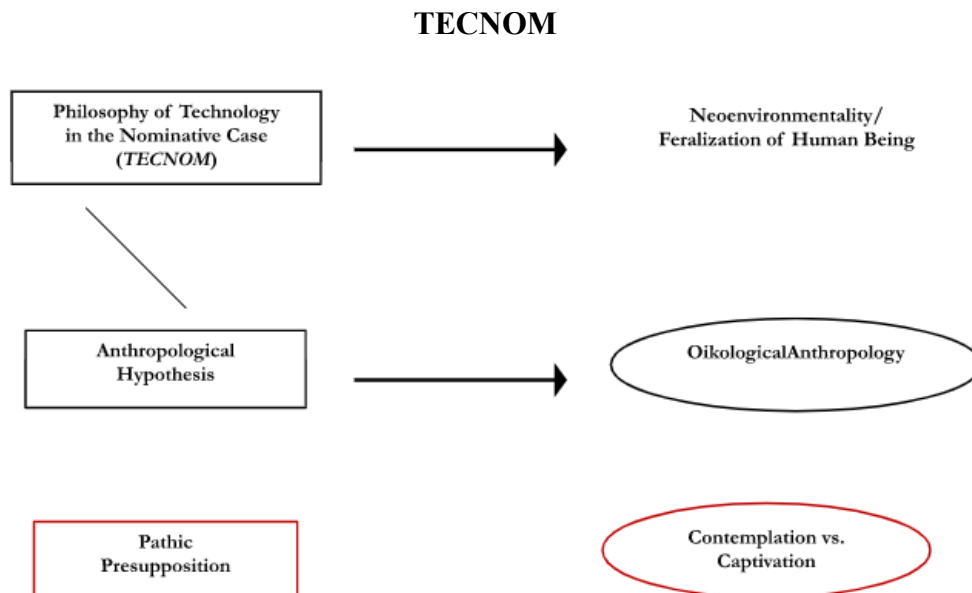 TECNOM
Philosophy of Technology
in the Nominative Case
(TECNOM)
Neoenvironmentality/
Feralization of Human Being
Anthropological
Hypothesis
OikologicalAnthropology
Pathic
Presupposition
Contemplation vs.
Captivation